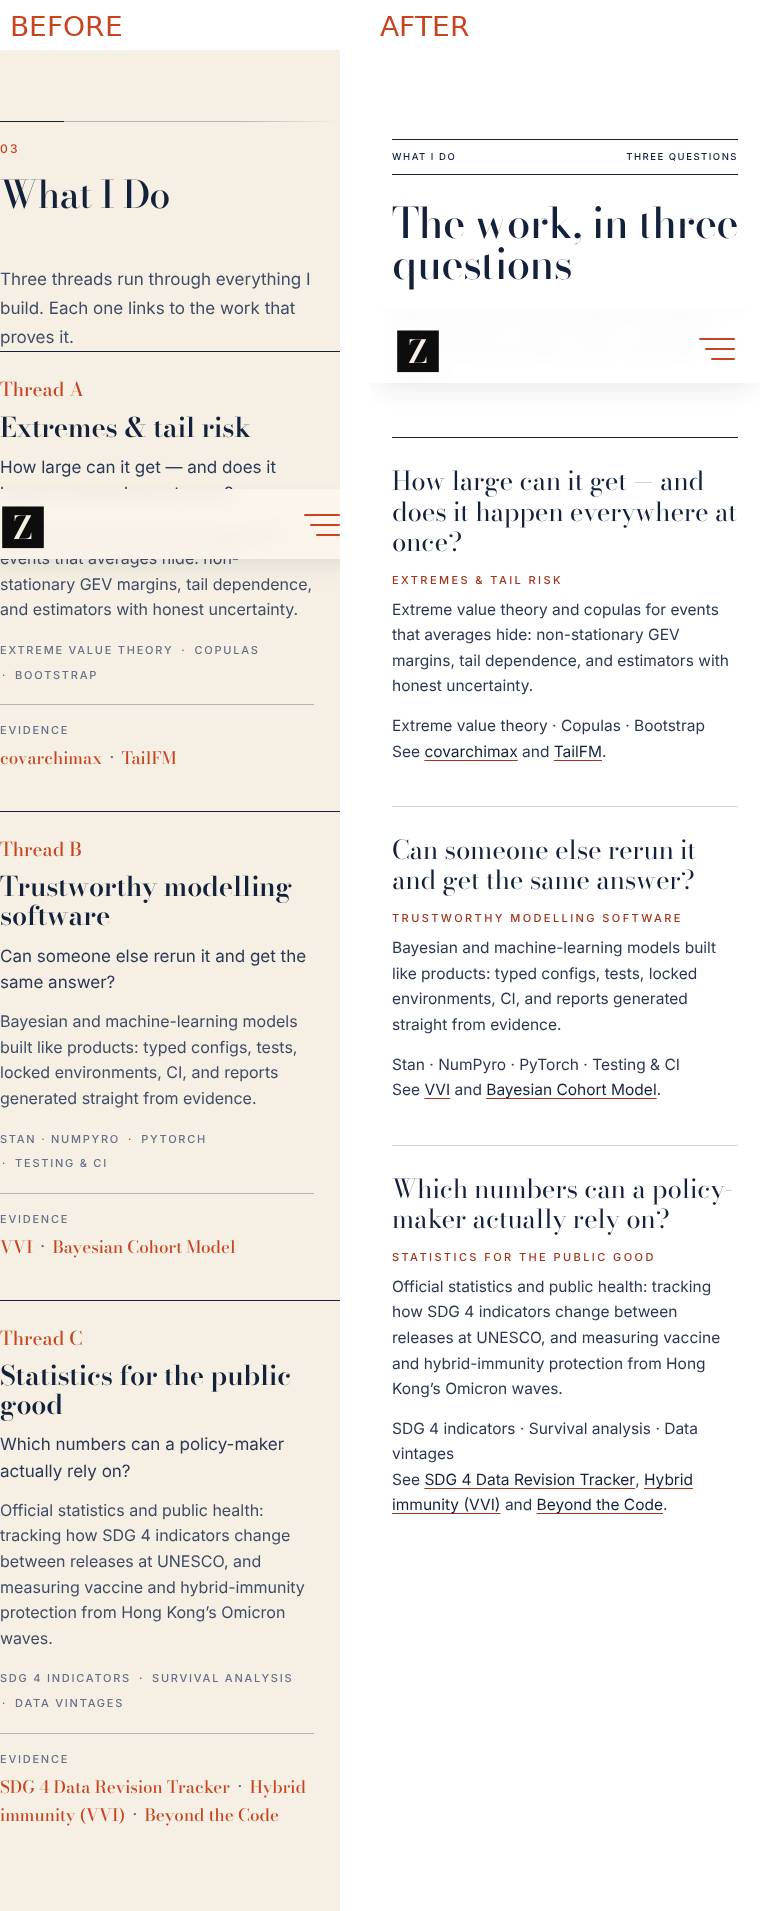 BEFORE
03
What I Do
Three threads run through everything I
build. Each one links to the work that
proves it.
Thread A
Extremes & tail risk
How large can it get — and does it
Z
events that averages hide: non-
stationary GEV margins, tail dependence,
and estimators with honest uncertainty.
EXTREME VALUE THEORY · COPULAS
· BOOTSTRAP
EVIDENCE
covarchimax · TailFM
Thread B
Trustworthy modelling
software
Can someone else rerun it and get the
same answer?
Bayesian and machine-learning models
built like products: typed configs, tests,
locked environments, CI, and reports
generated straight from evidence.
STAN · NUMPYRO · PYTORCH
· TESTING & CI
EVIDENCE
VVI · Bayesian Cohort Model
Thread C
Statistics for the public
good
Which numbers can a policy-maker
actually rely on?
Official statistics and public health:
tracking how SDG 4 indicators change
between releases at UNESCO, and
measuring vaccine and hybrid-immunity
protection from Hong Kong’s Omicron
waves.
SDG 4 INDICATORS · SURVIVAL ANALYSIS
· DATA VINTAGES
EVIDENCE
SDG 4 Data Revision Tracker · Hybrid
immunity (VVI) · Beyond the Code
AFTER
WHAT I DO THREE QUESTIONS
The work, in three
questions
Z
How large can it get — and
does it happen everywhere at
once?
EXTREMES & TAIL RISK
Extreme value theory and copulas for events
that averages hide: non-stationary GEV
margins, tail dependence, and estimators with
honest uncertainty.
Extreme value theory · Copulas · Bootstrap
See covarchimax and TailFM.
Can someone else rerun it
and get the same answer?
TRUSTWORTHY MODELLING SOFTWARE
Bayesian and machine-learning models built
like products: typed configs, tests, locked
environments, CI, and reports generated
straight from evidence.
Stan · NumPyro · PyTorch · Testing & CI
See VVI and Bayesian Cohort Model.
Which numbers can a policy-
maker actually rely on?
STATISTICS FOR THE PUBLIC GOOD
Official statistics and public health: tracking
how SDG 4 indicators change between
releases at UNESCO, and measuring vaccine
and hybrid-immunity protection from Hong
Kong’s Omicron waves.
SDG 4 indicators · Survival analysis · Data
vintages
See SDG 4 Data Revision Tracker, Hybrid
immunity (VVI) and Beyond the Code.